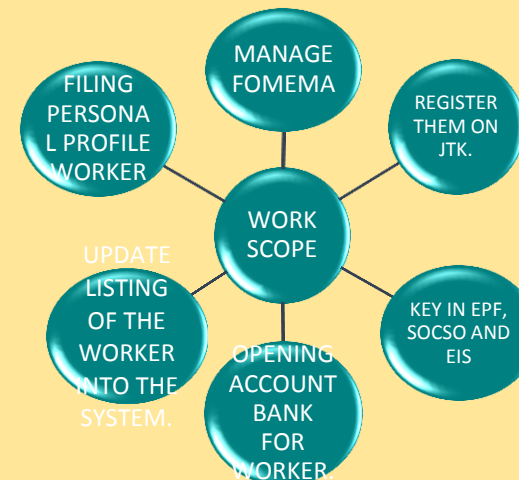 MANAGE
FOMEMA
REGISTER
THEM ON
JTK.
KEY IN EPF,
SOCSO AND
EIS
OPENING
ACCOUNT
BANK
FOR
WORKER.
UPDATE
LISTING
OF THE
WORKER
INTO THE
SYSTEM.
FILING
PERSONA
L PROFILE
WORKER
WORK
SCOPE